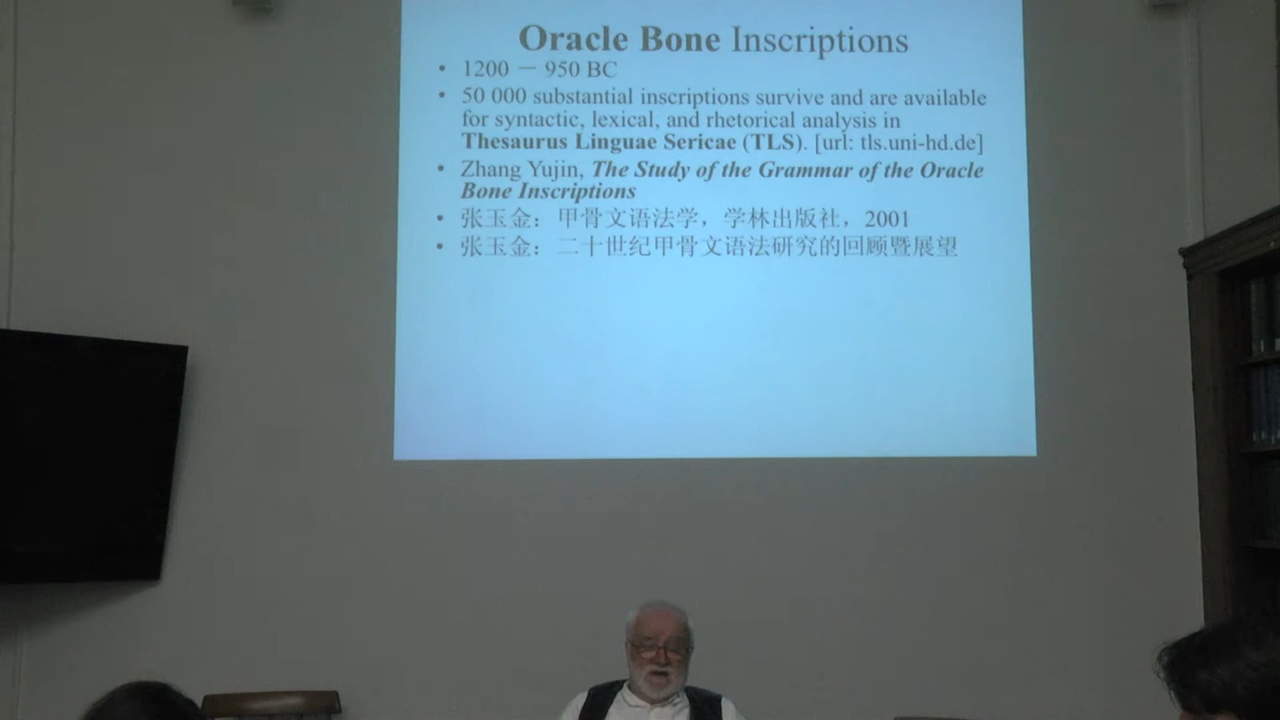 Oracle Bone Inscriptions
• 1200 － 950 BC
• 50 000 substantial inscriptions survive and are available
for syntactic, lexical, and rhetorical analysis in
Thesaurus Linguae Sericae (TLS). [url: tls.uni-hd.de]
• Zhang Yujin, The Study of the Grammar of the Oracle
Bone Inscriptions
• 张玉金：甲骨文语法学，学林出版社，2001
• 张玉金：二十世纪甲骨文语法研究的回顾暨展望